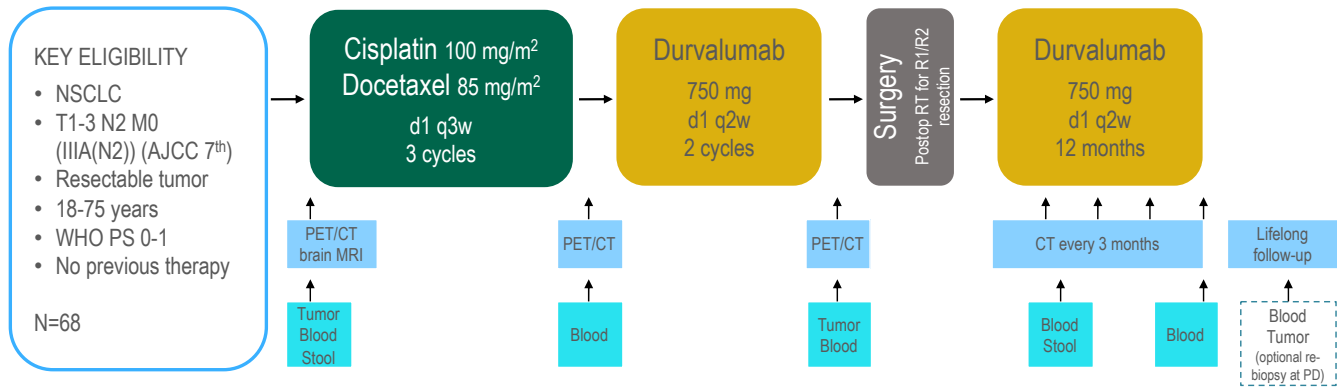 KEY ELIGIBILITY
• NSCLC
• T1-3 N2 M0
(IIIA(N2)) (AJCC 7th)
• Resectable tumor
• 18-75 years
• WHO PS 0-1
• No previous therapy
N=68
Cisplatin 100 mg/m²
Docetaxel 85 mg/m²
d1 q3w
3 cycles
Durvalumab
750 mg
d1 q2w
2 cycles
Surgery
Postop RT for R1/R2
resection
Durvalumab
750 mg
d1 q2w
12 months
PET/CT
brain MRI
PET/CT
PET/CT
CT every 3 months
Lifelong
follow-up
Tumor
Blood
Stool
Blood
Tumor
Blood
Blood
Stool
Blood
Blood
Tumor
(optional re-
biopsy at PD)